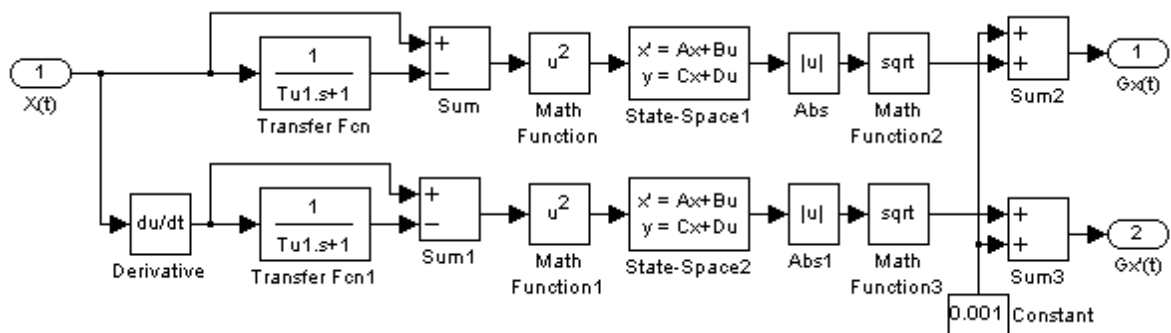 1
X(t)
1
Tu1.s+1
Transfer Fcn
+
−
Sum
u2
Math
Function
x' = Ax+Bu
y = Cx+Du
State-Space1
|u|
Abs
sqrt
Math
Function2
+
+
Sum2
1
Gx(t)
du/dt
Derivative
1
Tu1.s+1
Transfer Fcn1
+
−
Sum1
u2
Math
Function1
x' = Ax+Bu
y = Cx+Du
State-Space2
|u|
Abs1
sqrt
Math
Function3
+
+
Sum3
2
Gx'(t)
0.001
Constant